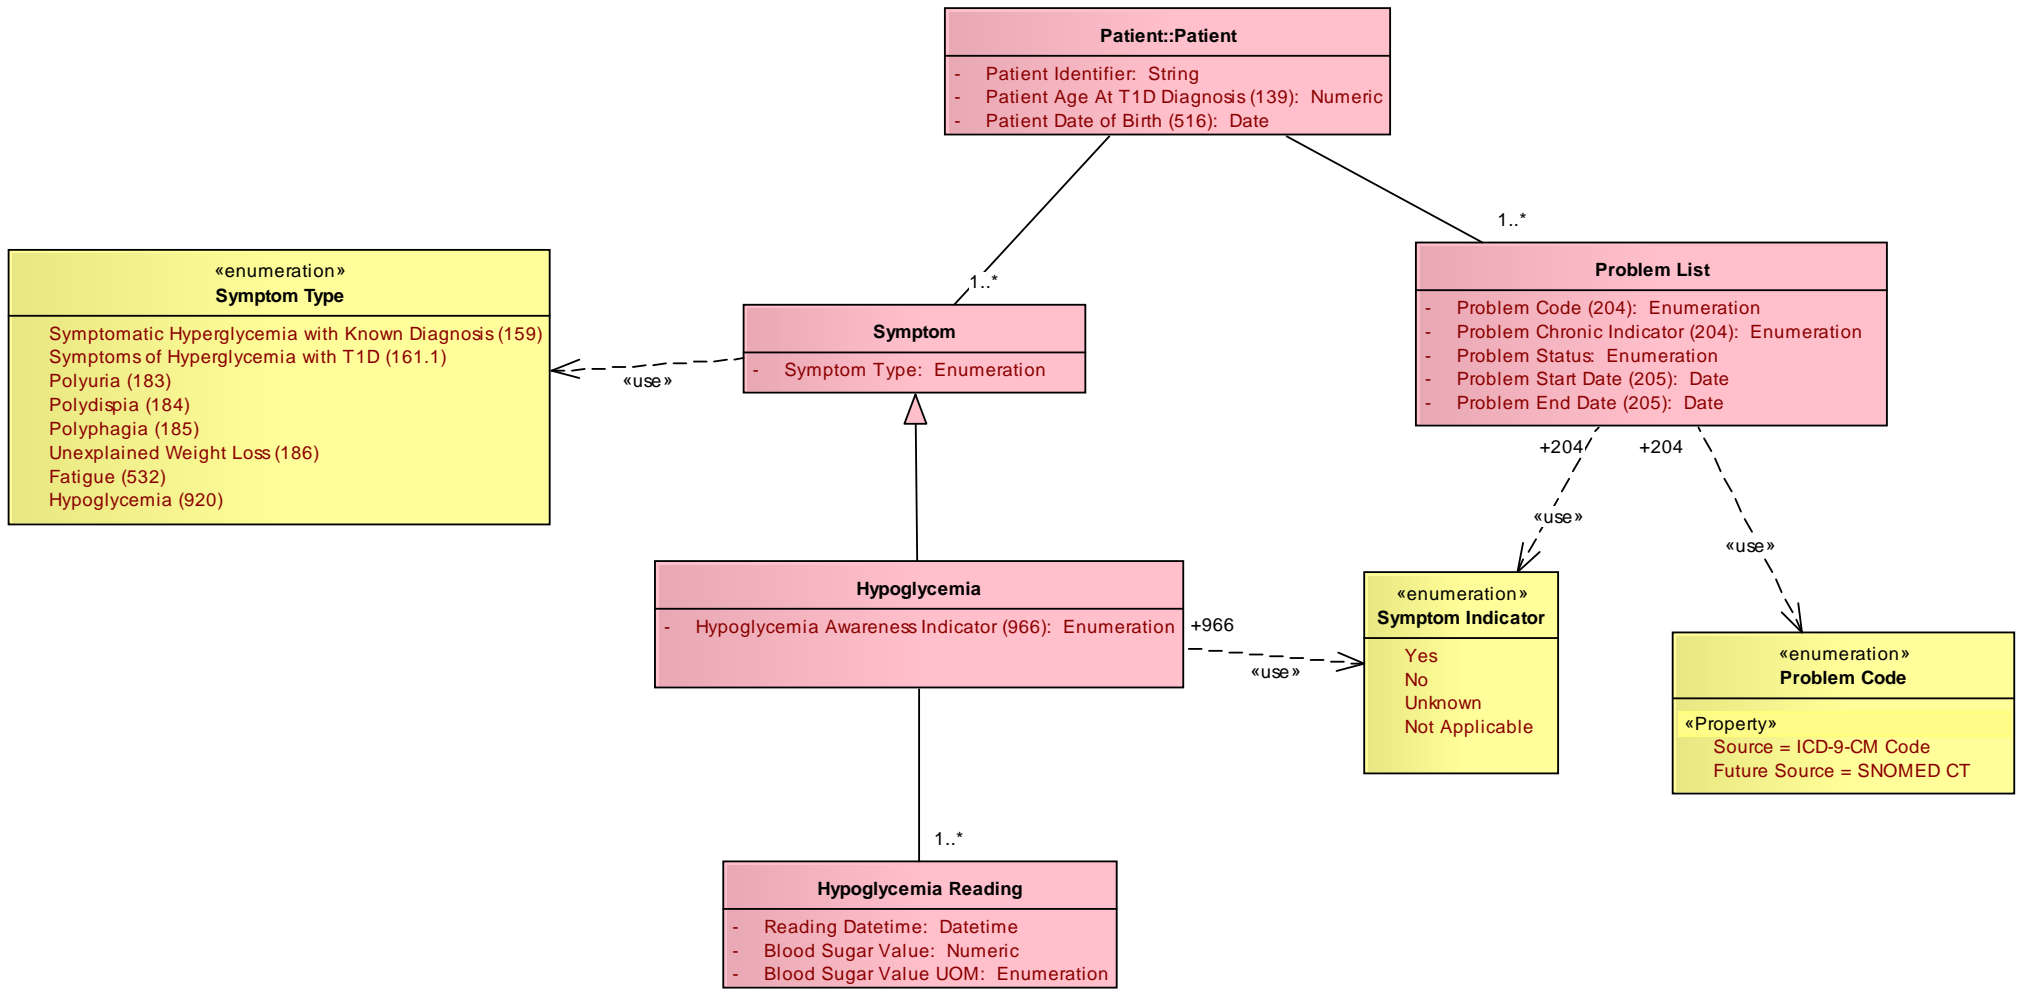 Patient::Patient
- Patient Identifier: String
- Patient Age At T1D Diagnosis (139): Numeric
- Patient Date of Birth (516): Date
1..*
1..*
«enumeration»
Symptom Type
Symptomatic Hyperglycemia with Known Diagnosis (159)
Symptoms of Hyperglycemia with T1D (161.1)
Polyuria (183)
Polydispia (184)
Polyphagia (185)
Unexplained Weight Loss (186)
Fatigue (532)
Hypoglycemia (920)
«use»
Symptom
- Symptom Type: Enumeration
Problem List
- Problem Code (204): Enumeration
- Problem Chronic Indicator (204): Enumeration
- Problem Status: Enumeration
- Problem Start Date (205): Date
- Problem End Date (205): Date
+204
+204
«use»
«use»
Hypoglycemia
- Hypoglycemia Awareness Indicator (966): Enumeration
+966
«use»
«enumeration»
Symptom Indicator
Yes
No
Unknown
Not Applicable
«enumeration»
Problem Code
«Property»
Source = ICD-9-CM Code
Future Source = SNOMED CT
1..*
Hypoglycemia Reading
- Reading Datetime: Datetime
- Blood Sugar Value: Numeric
- Blood Sugar Value UOM: Enumeration